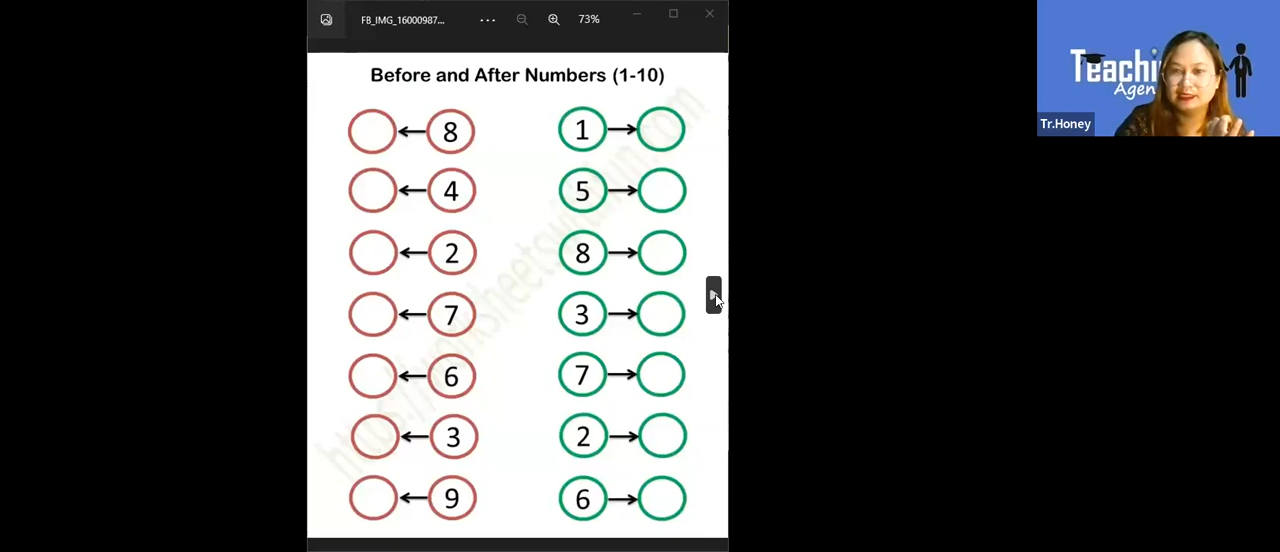 FB_IMG_16000987...
73%
Before and After Numbers (1-10)
8 1
4 5
2 8
7 3
6 7
3 2
9 6
Teachi
Agen
Tr.Honey